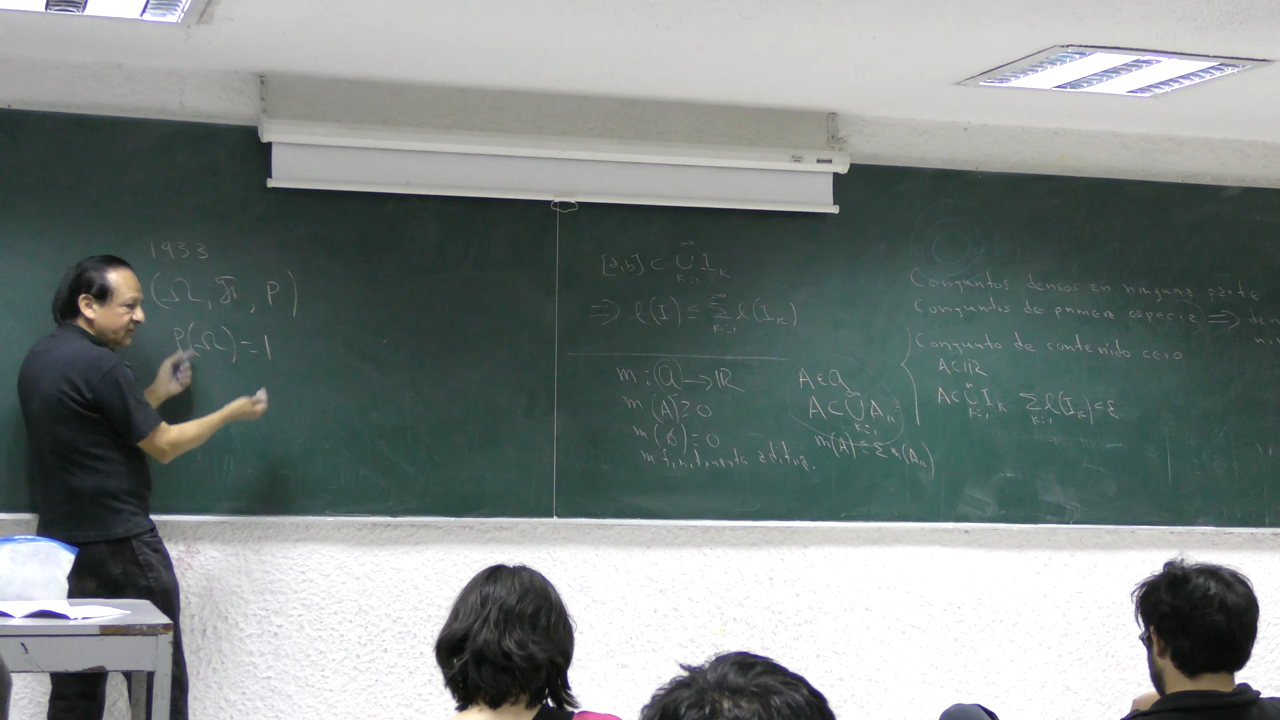 1933
(Ω, ℱ, P)
P(Ω)=1
[a,b] ⊂ ∪ I_k
k=1
⇒ l(I) ≤ ∑ l(I_k)
k=1
m: a → ℝ
m(A) ≥ 0
m(∅) = 0
m finitamente aditiva.
A ∈ a
A ⊂ ∪ A_n
k=1
m(A) ≤ ∑ m(A_n)
Conjuntos densos en ninguna parte
Conjuntos de primera especie ⇒
Conjunto de contenido cero
A ⊂ ℝ
A ⊂ ∪ I_k ∑ l(I_k) < ε
k=1 k=1